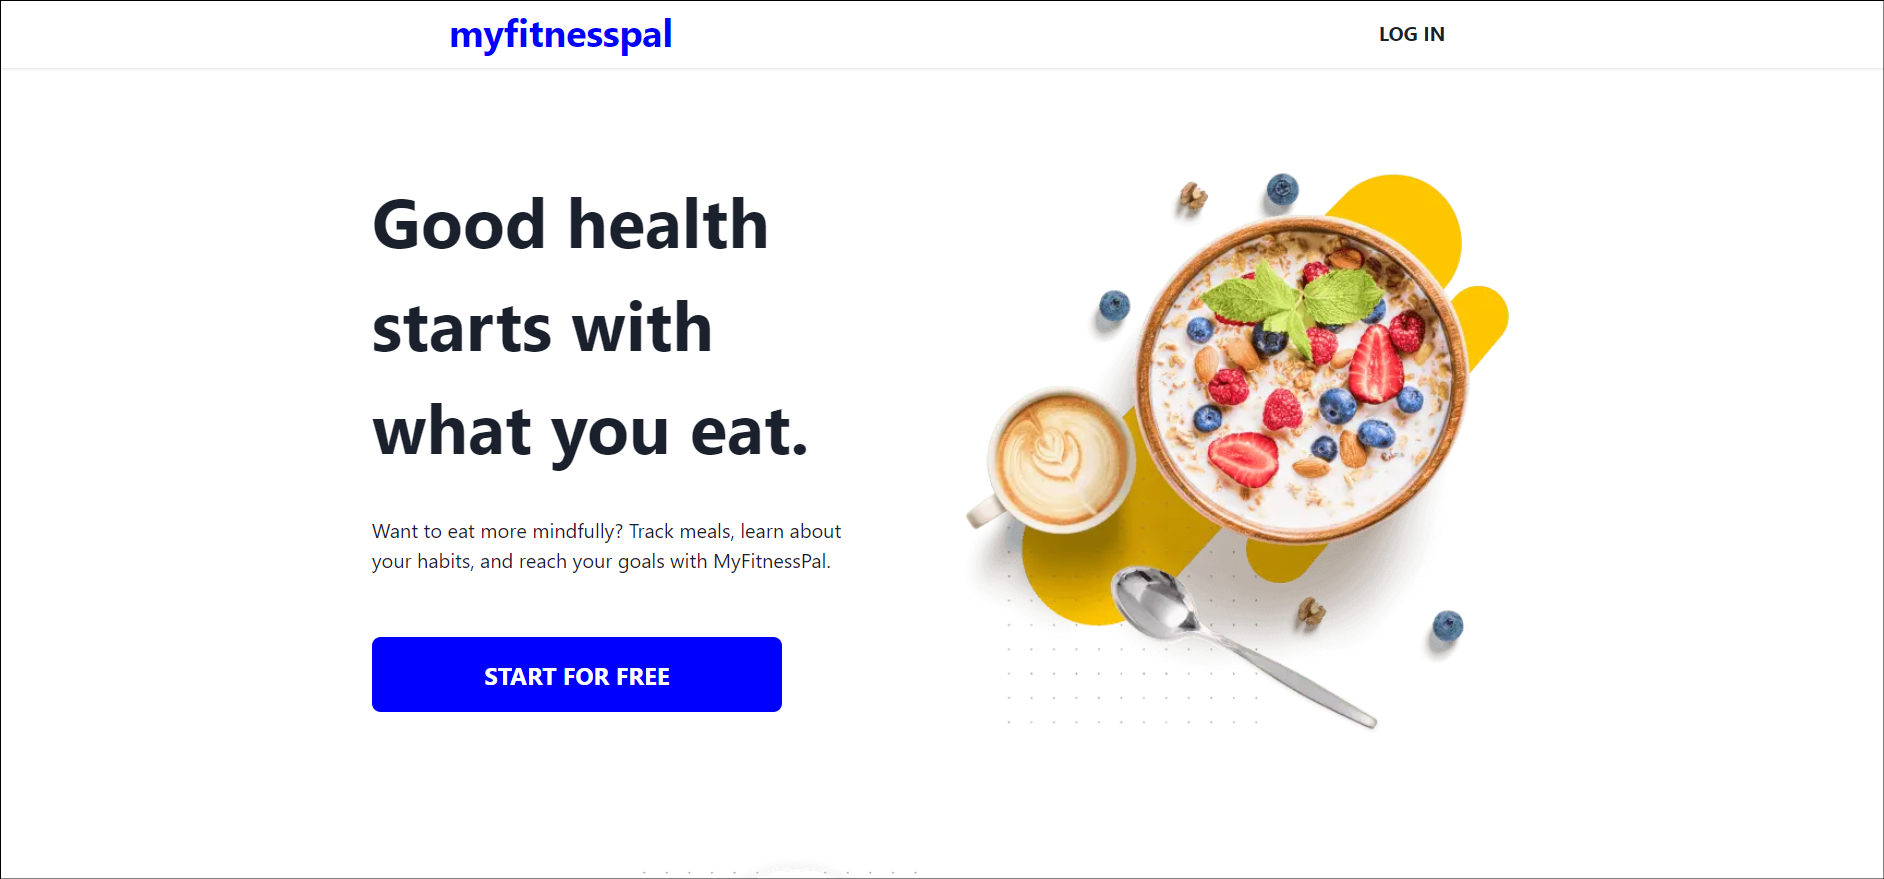 myfitnesspal
LOG IN
Good health
starts with
what you eat.
Want to eat more mindfully? Track meals, learn about
your habits, and reach your goals with MyFitnessPal.
START FOR FREE